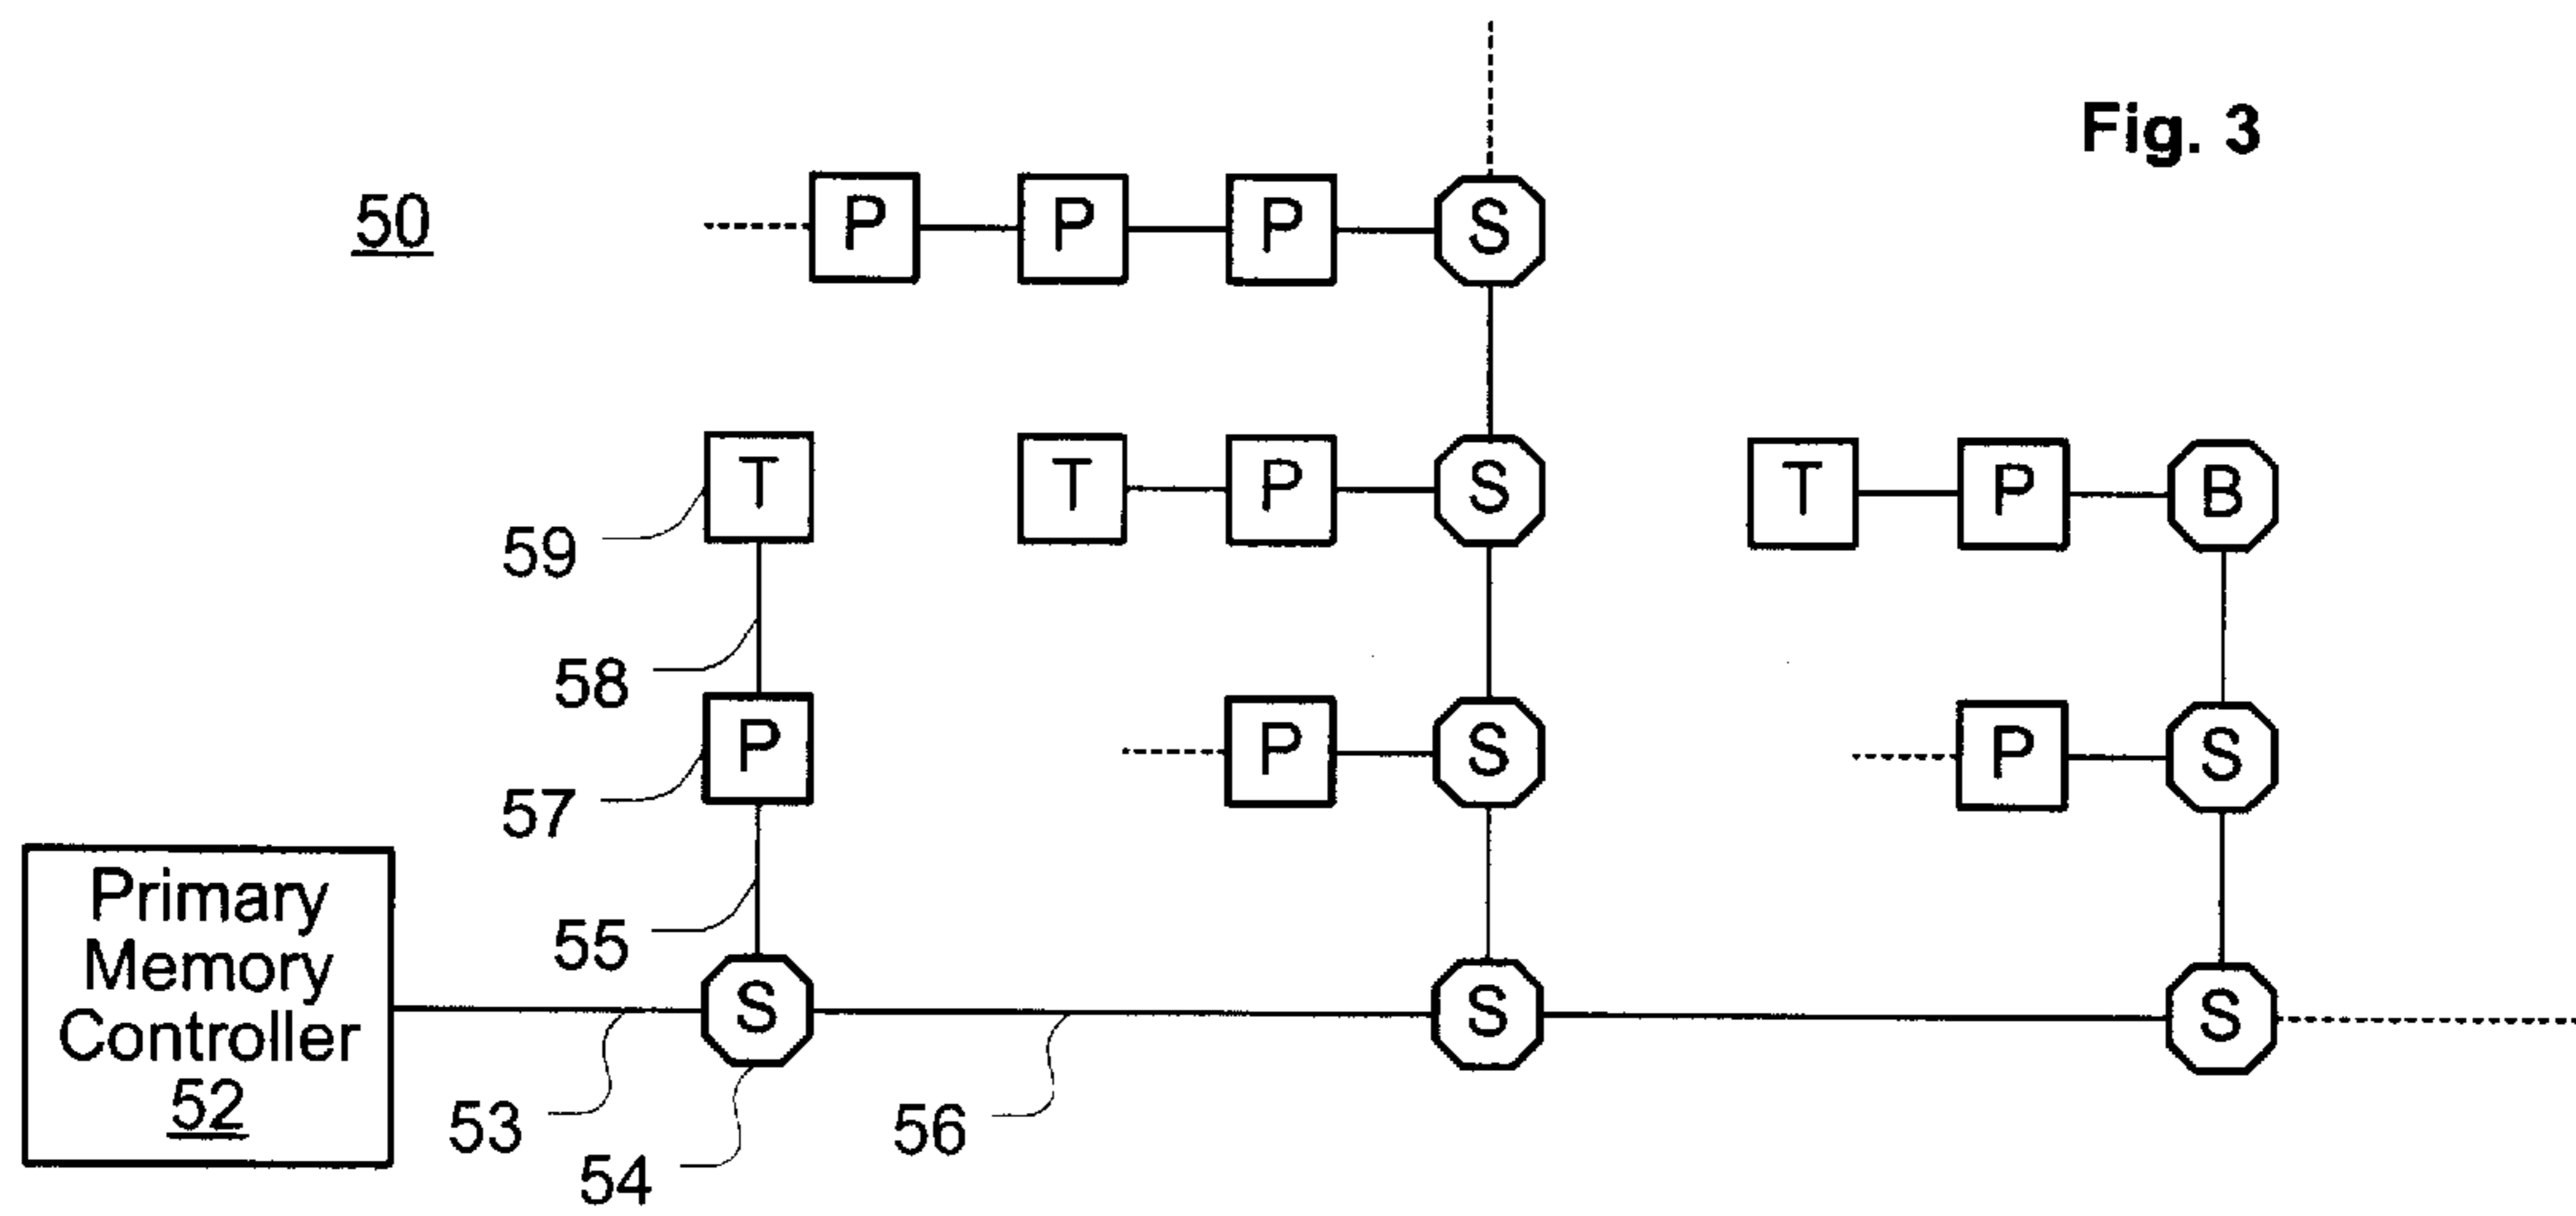 Fig. 3
50
P P P S
T T P S T P B
59
58
P P S P S
57
Primary
Memory
Controller
52
55
S S S
53
56
54